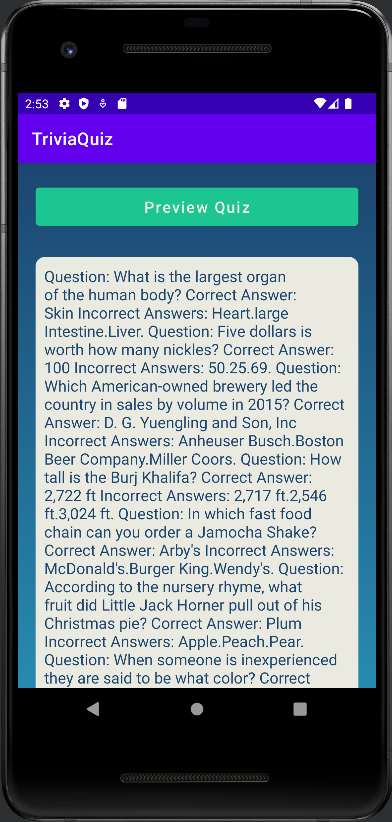 2:53
TriviaQuiz
Preview Quiz
Question: What is the largest organ
of the human body? Correct Answer:
Skin Incorrect Answers: Heart.large
Intestine.Liver. Question: Five dollars is
worth how many nickles? Correct Answer:
100 Incorrect Answers: 50.25.69. Question:
Which American-owned brewery led the
country in sales by volume in 2015? Correct
Answer: D. G. Yuengling and Son, Inc
Incorrect Answers: Anheuser Busch.Boston
Beer Company.Miller Coors. Question: How
tall is the Burj Khalifa? Correct Answer:
2,722 ft Incorrect Answers: 2,717 ft.2,546
ft.3,024 ft. Question: In which fast food
chain can you order a Jamocha Shake?
Correct Answer: Arby's Incorrect Answers:
McDonald's.Burger King.Wendy's. Question:
According to the nursery rhyme, what
fruit did Little Jack Horner pull out of his
Christmas pie? Correct Answer: Plum
Incorrect Answers: Apple.Peach.Pear.
Question: When someone is inexperienced
they are said to be what color? Correct